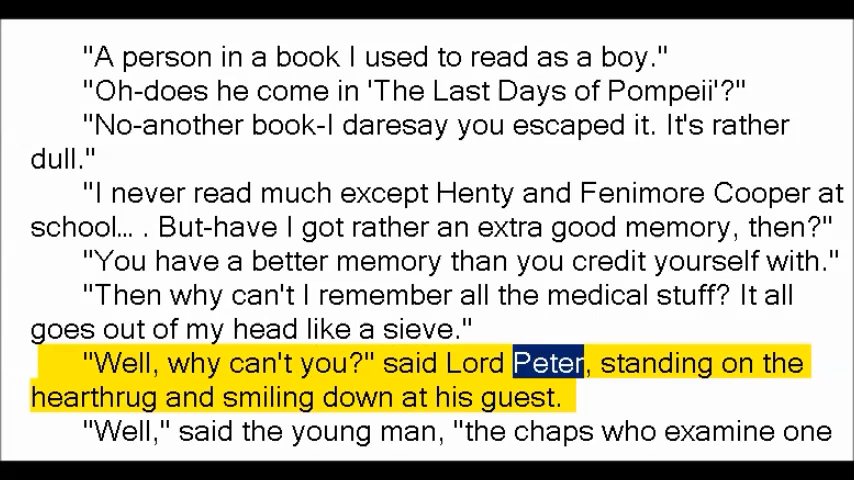 "A person in a book I used to read as a boy."
"Oh-does he come in 'The Last Days of Pompeii'?"
"No-another book-I daresay you escaped it. It's rather
dull."
"I never read much except Henty and Fenimore Cooper at
school... . But-have I got rather an extra good memory, then?"
"You have a better memory than you credit yourself with."
"Then why can't I remember all the medical stuff? It all
goes out of my head like a sieve."
"Well, why can't you?" said Lord Peter, standing on the
hearthrug and smiling down at his guest.
"Well," said the young man, "the chaps who examine one